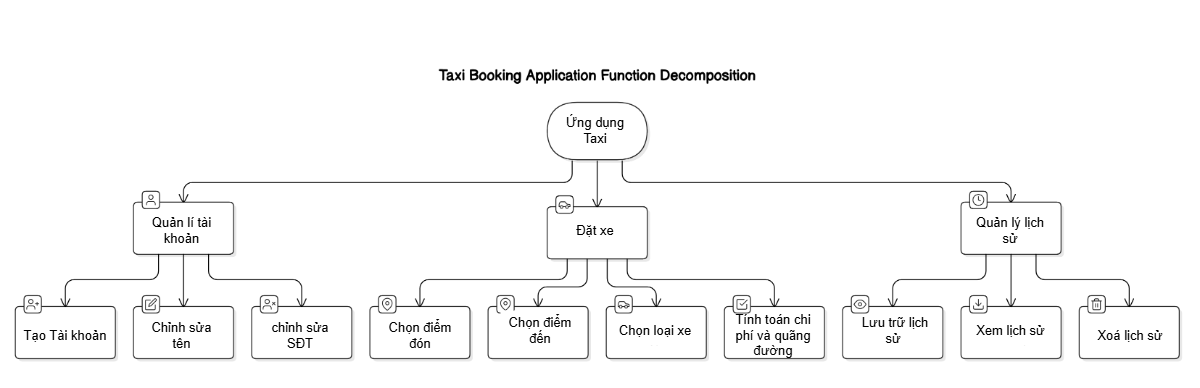 Taxi Booking Application Function Decomposition
Ứng dụng
Taxi
Quản lí tài
khoản
Đặt xe
Quản lý lịch
sử
Tạo Tài khoản
Chỉnh sửa
tên
chỉnh sửa
SĐT
Chọn điểm
đón
Chọn điểm
đến
Chọn loại xe
Tính toán chi
phí và quãng
đường
Lưu trữ lịch
sử
Xem lịch sử
Xoá lịch sử